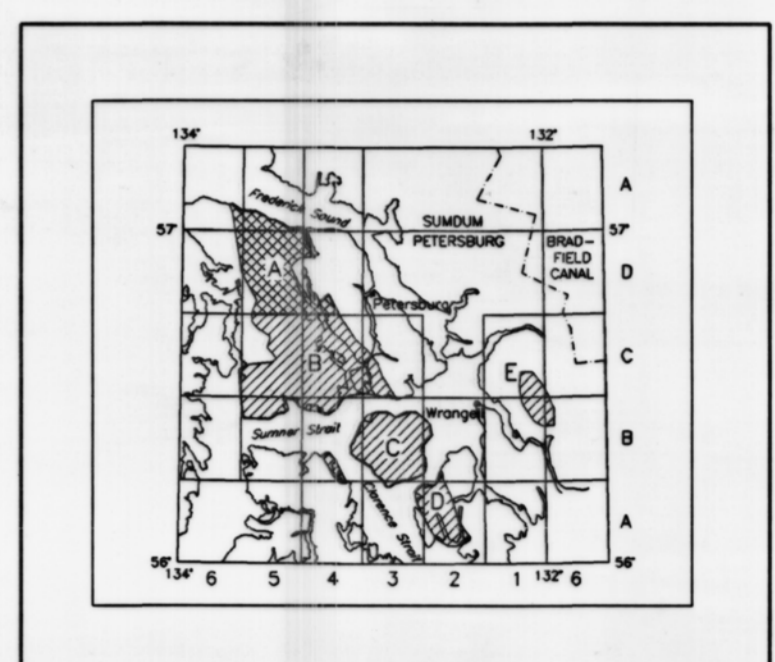 134° 132°
A
Frederick Sound
SUMDUM
57° PETERSBURG 57°
BRAD-
FIELD
CANAL
D
A
Petersburg
C
B
E
Wrangell
Sumner Strait
B
C
Clarence Strait
D
A
56° 56°
134° 6 5 4 3 2 1 132° 6